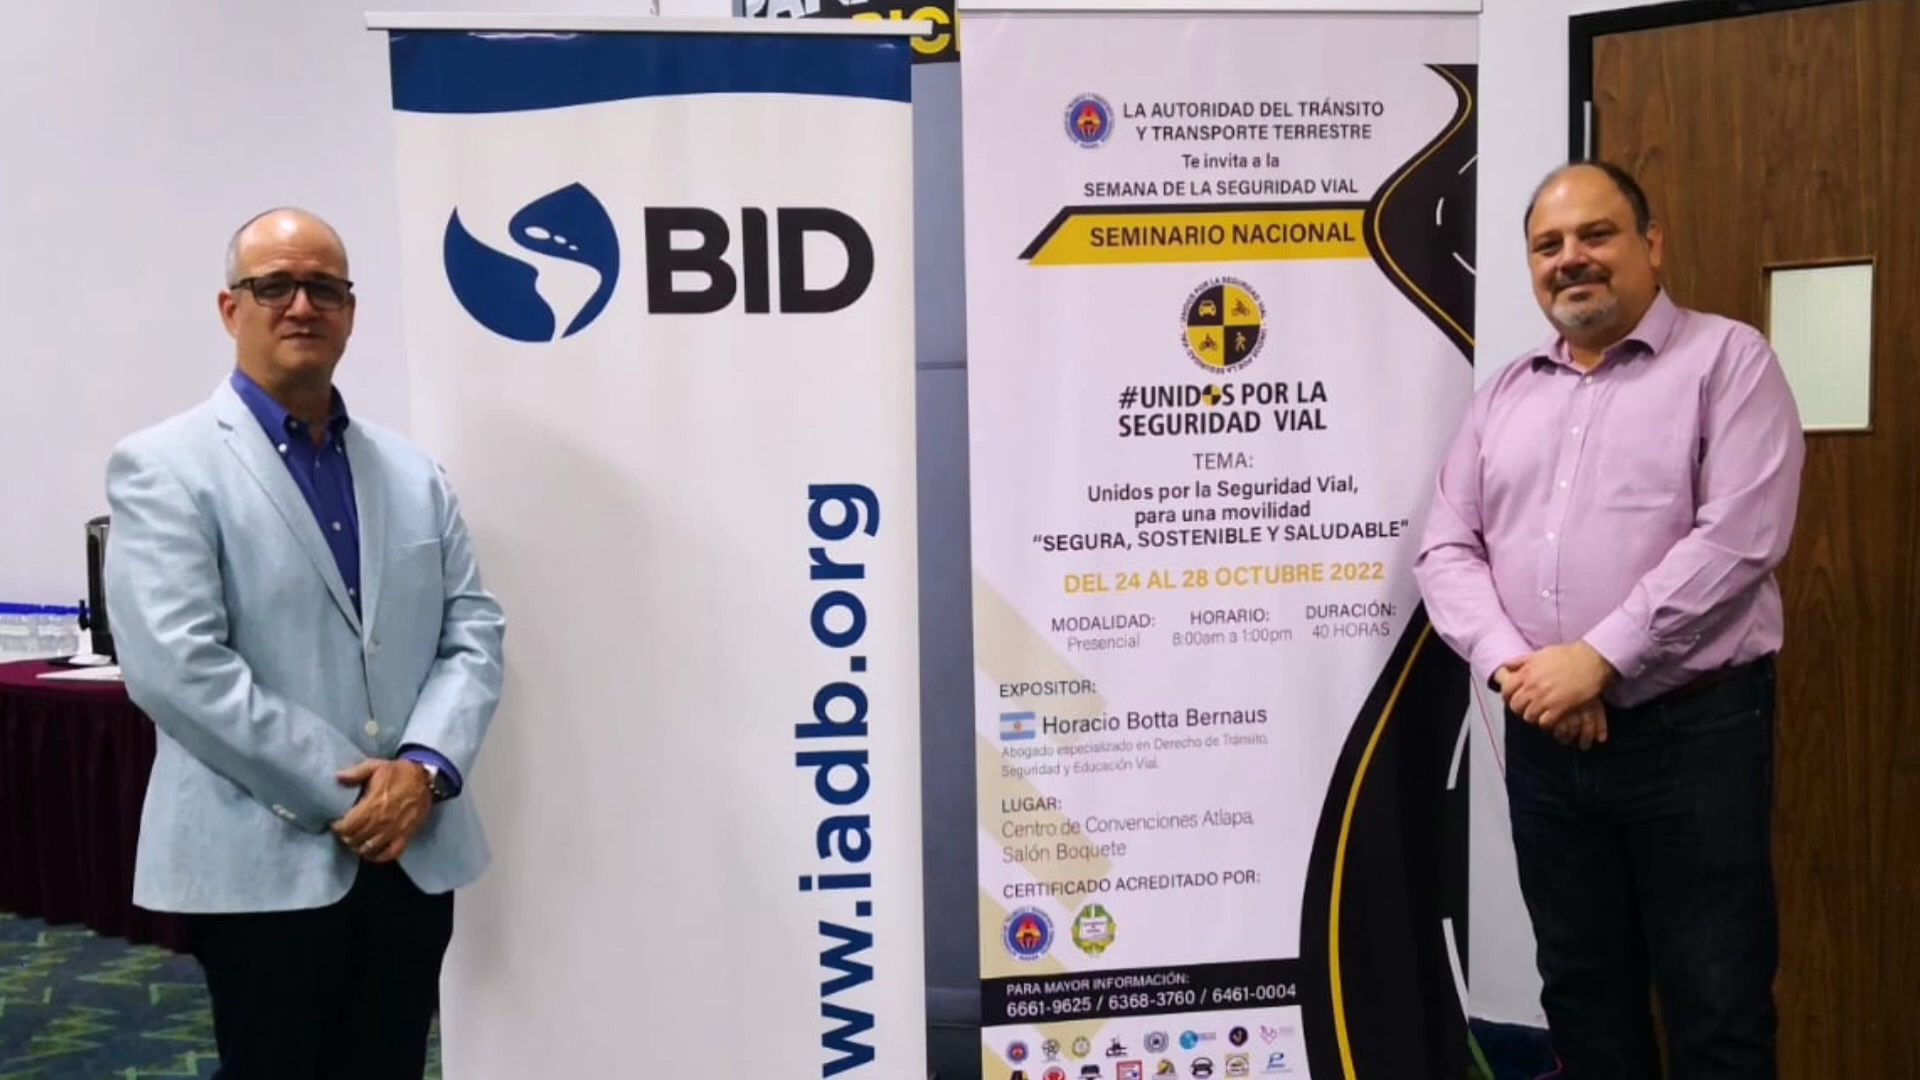 BID
www.iadb.org
LA AUTORIDAD DEL TRÁNSITO
Y TRANSPORTE TERRESTRE
Te invita a la
SEMANA DE LA SEGURIDAD VIAL
SEMINARIO NACIONAL
#UNIDOS POR LA
SEGURIDAD VIAL
TEMA:
Unidos por la Seguridad Vial,
para una movilidad
“SEGURA, SOSTENIBLE Y SALUDABLE”
DEL 24 AL 28 OCTUBRE 2022
MODALIDAD: HORARIO: DURACIÓN:
Presencial 8:00am a 1:00pm 40 HORAS
EXPOSITOR:
Horacio Botta Bernaus
Abogado especializado en Derecho de Tránsito,
Seguridad y Educación Vial.
LUGAR:
Centro de Convenciones Atlapa,
Salón Boquete
CERTIFICADO ACREDITADO POR:
PARA MAYOR INFORMACIÓN:
6661-9625 / 6368-3760 / 6461-0004